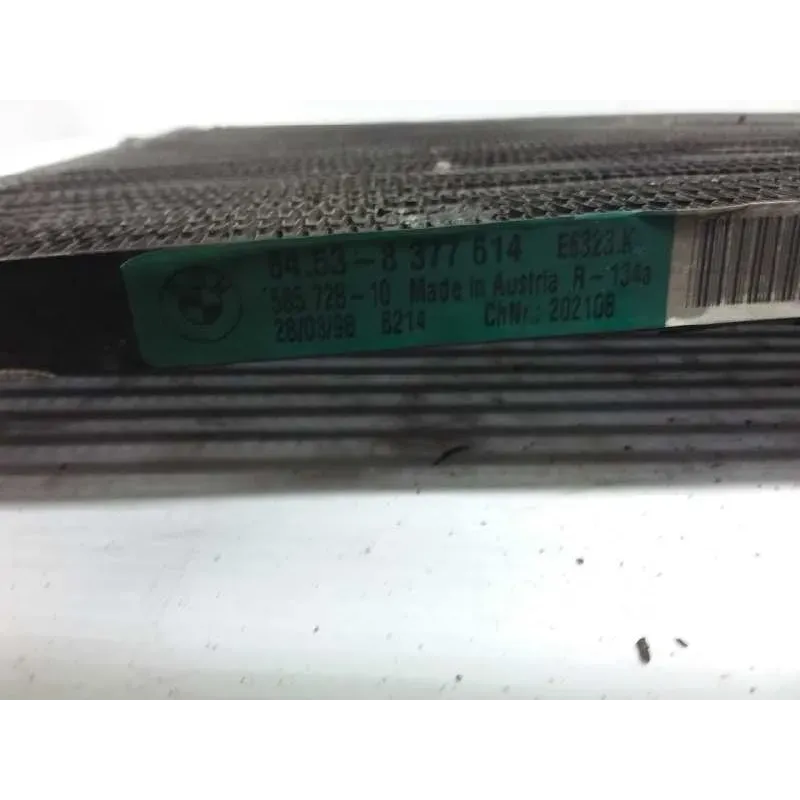 64.53-8 377 614 E6323.K
585 728-10 Made in Austria R-134a
28/03/98 6214 ChNr.: 202108